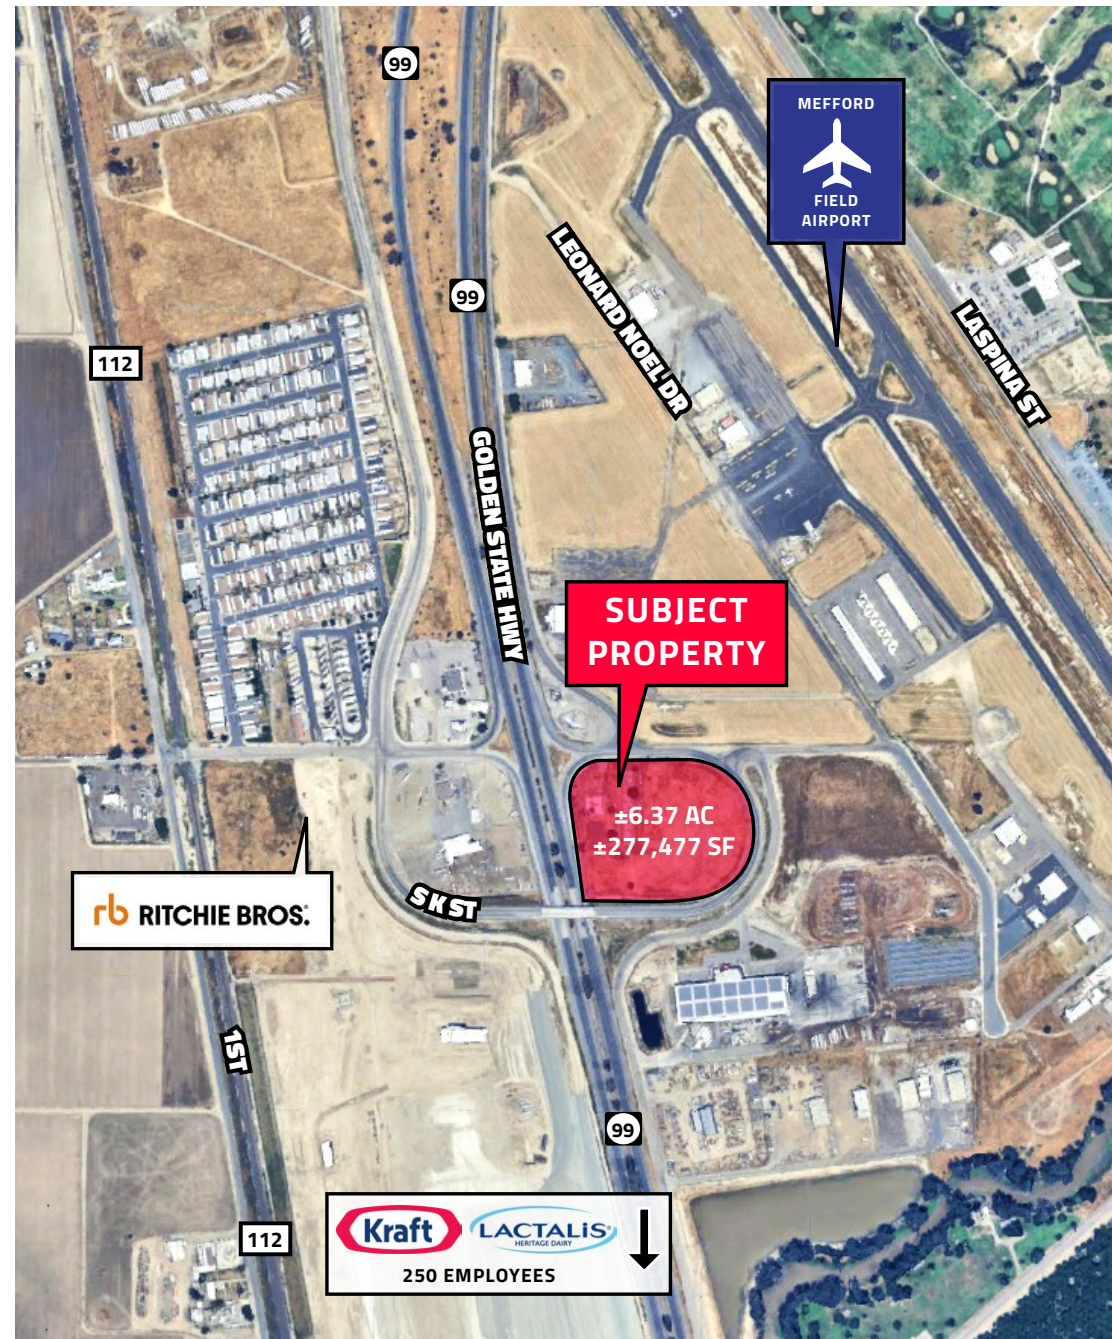 99
MEFFORD
FIELD
AIRPORT
99
LEONARD NOEL DR
LASPINA ST
112
GOLDEN STATE HWY
SUBJECT
PROPERTY
±6.37 AC
±277,477 SF
rb RITCHIE BROS.
S K ST
1ST
99
Kraft
LACTALIS
HERITAGE DAIRY
250 EMPLOYEES
112